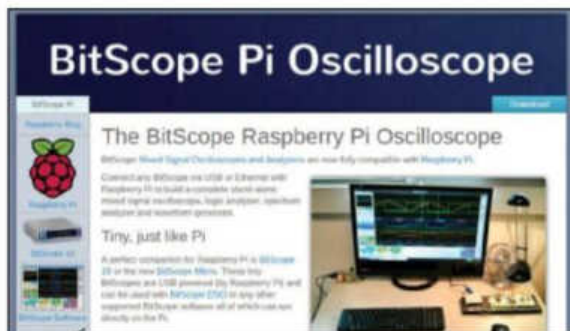 BitScope Pi Oscilloscope
BitScope Pi
Download
Raspberry Blog
Raspberry Pi
BitScope 10
BitScope Software
The BitScope Raspberry Pi Oscilloscope
BitScope Mixed Signal Oscilloscopes and Analyzers are now fully compatible with Raspberry Pi.
Connect any BitScope via USB or Ethernet with
Raspberry Pi to build a complete stand-alone
mixed signal oscilloscope, logic analyzer, spectrum
analyzer and waveform generator.
Tiny, just like Pi
A perfect companion for Raspberry Pi is BitScope
10 or the new BitScope Micro. These tiny
BitScopes are USB powered (by Raspberry Pi) and
can be used with BitScope DSO or any other
supported BitScope software all of which can run
directly on the Pi.